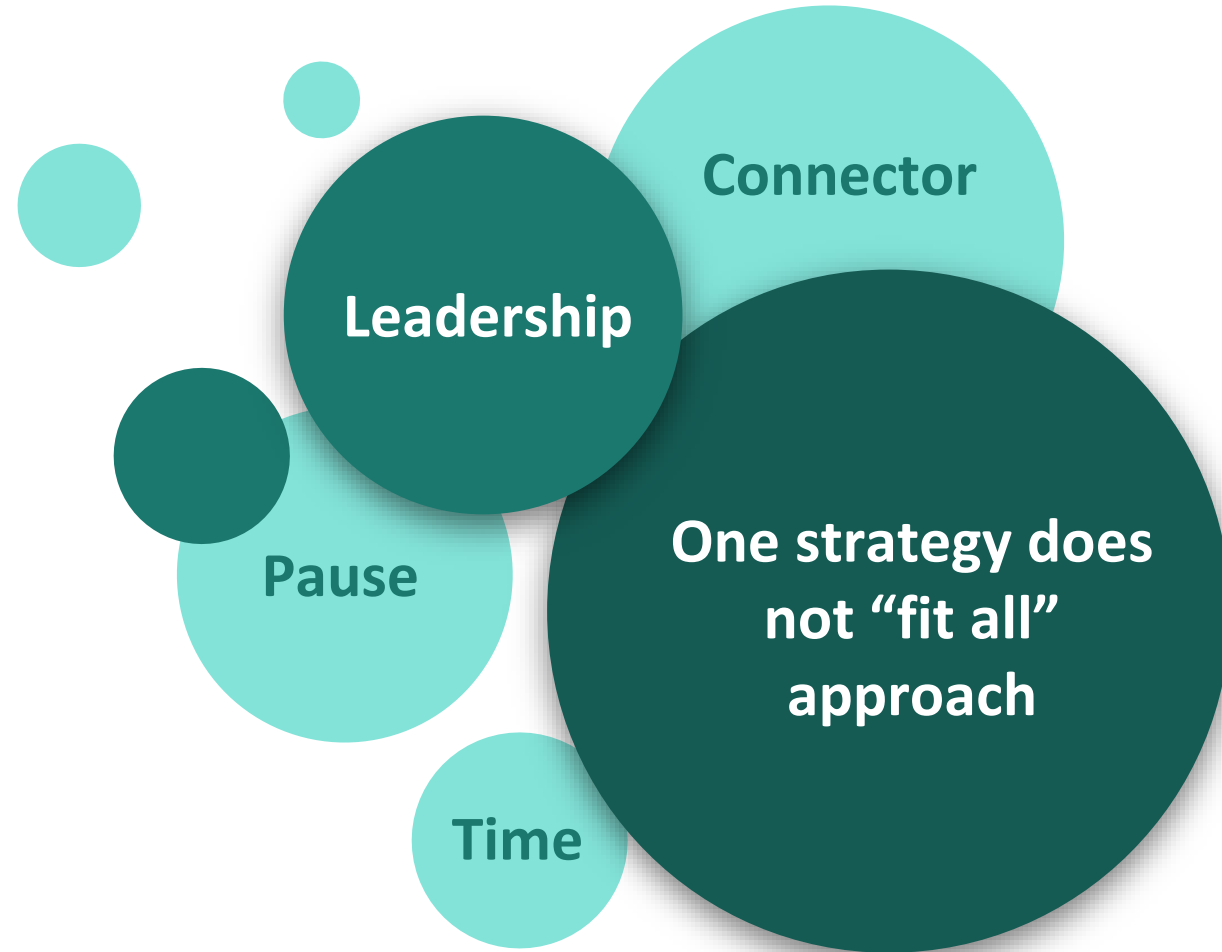 Connector
Leadership
One strategy does
not “fit all”
approach
Pause
Time